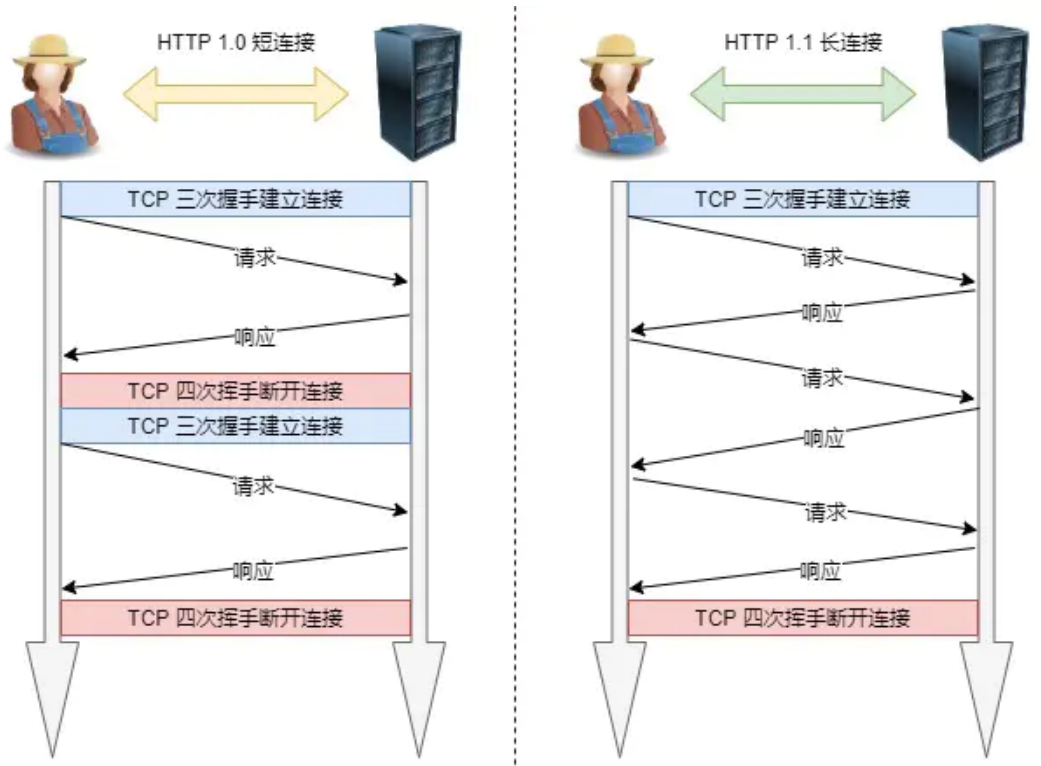 HTTP 1.0 短连接
TCP 三次握手建立连接
请求
响应
TCP 四次挥手断开连接
TCP 三次握手建立连接
请求
响应
TCP 四次挥手断开连接
HTTP 1.1 长连接
TCP 三次握手建立连接
请求
响应
请求
响应
请求
响应
TCP 四次挥手断开连接